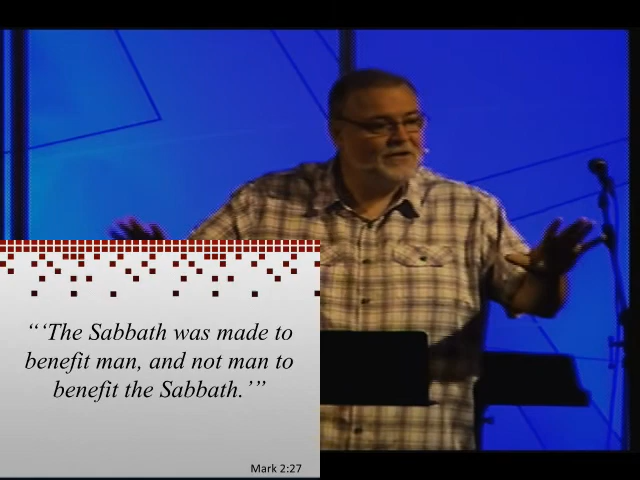 “‘The Sabbath was made to
benefit man, and not man to
benefit the Sabbath.’”
Mark 2:27